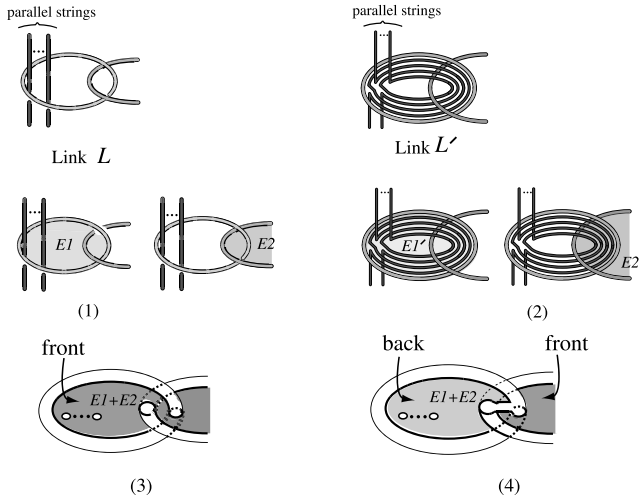 parallel strings
parallel strings
Link L
Link L′
E1
E2
E1′
E2
(1)
(2)
front
back
front
E1+E2
E1+E2
(3)
(4)